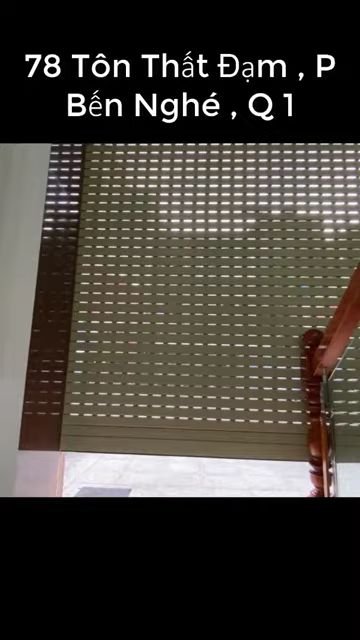 78 Tôn Thất Đạm , P
Bến Nghé , Q 1